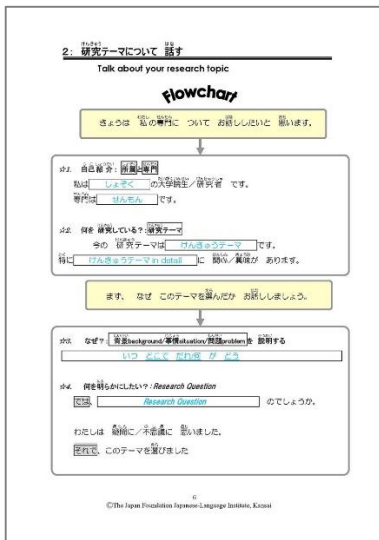 2：研究テーマについて 話す
Talk about your research topic
Flowchart
きょうは 私の専門に ついて お話ししたいと 思います。
☆1. 自己紹介：所属と専門
私は しょぞく の大学院生／研究者 です。
専門は せんもん です。
☆2. 何を 研究している？：研究テーマ
今の 研究テーマは けんきゅうテーマ です。
特に けんきゅうテーマ in detail に 関心／興味が あります。
まず、なぜ このテーマを選んだか お話ししましょう。
☆3. なぜ？：背景background/事情situation/問題problemを 説明する
いつ どこで だれ/何 が どう
☆4. 何を明らかにしたい？：Research Question
では、 Research Question のでしょうか。
わたしは 疑問に／不思議に 思いました。
それで、このテーマを選びました
6
©The Japan Foundation Japanese-Language Institute, Kansai